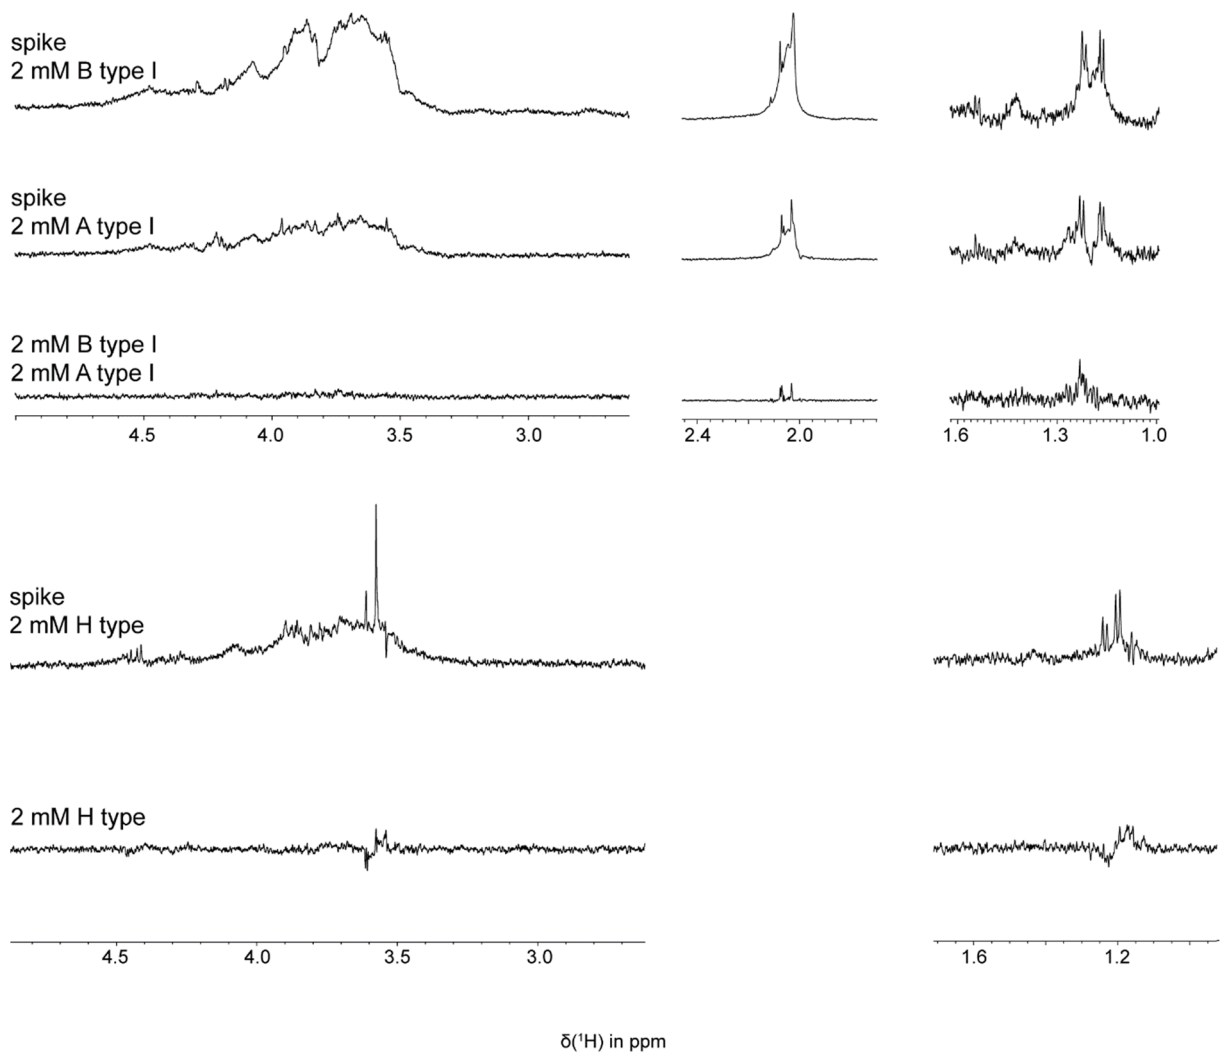 spike
2 mM B type I
spike
2 mM A type I
2 mM B type I
2 mM A type I
4.5 4.0 3.5 3.0 2.4 2.0 1.6 1.3 1.0
spike
2 mM H type
2 mM H type
4.5 4.0 3.5 3.0 1.6 1.2
δ(¹H) in ppm